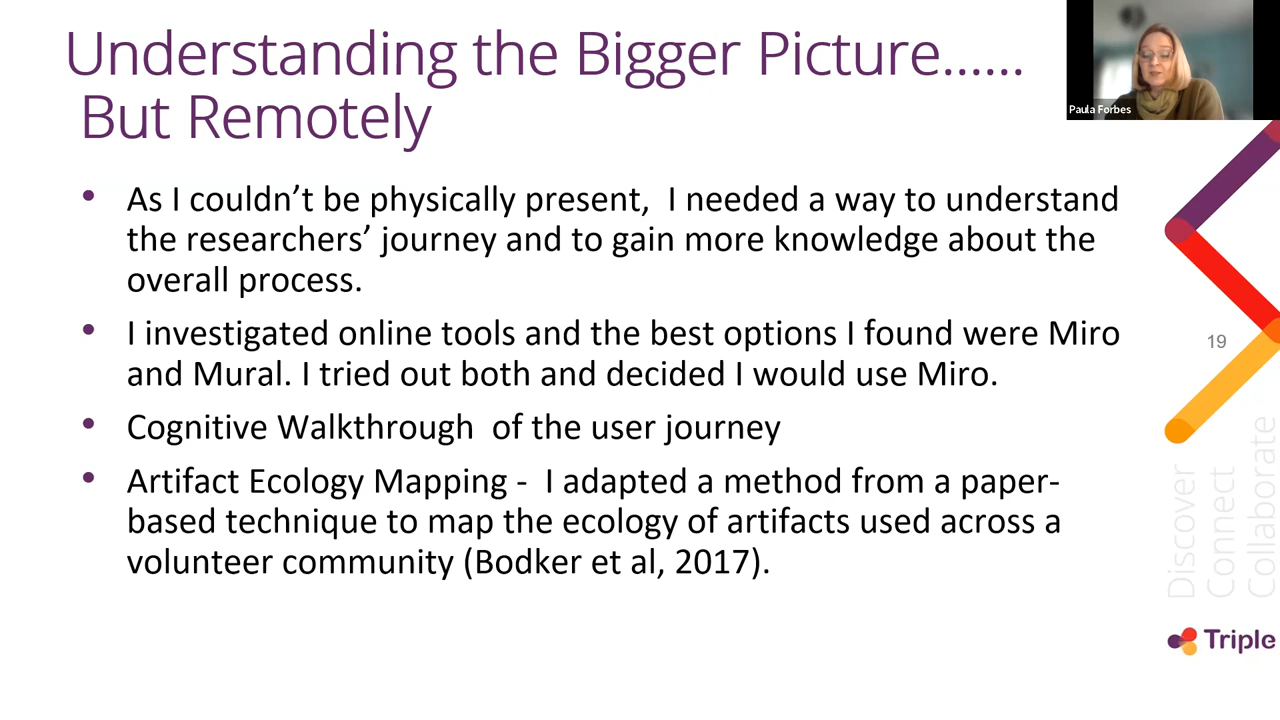 Understanding the Bigger Picture......
But Remotely
Paula Forbes
• As I couldn’t be physically present,  I needed a way to understand
the researchers’ journey and to gain more knowledge about the
overall process.
• I investigated online tools and the best options I found were Miro
and Mural. I tried out both and decided I would use Miro.
• Cognitive Walkthrough  of the user journey
• Artifact Ecology Mapping -  I adapted a method from a paper-
based technique to map the ecology of artifacts used across a
volunteer community (Bodker et al, 2017).
19
Discover
Connect
Collaborate
Triple